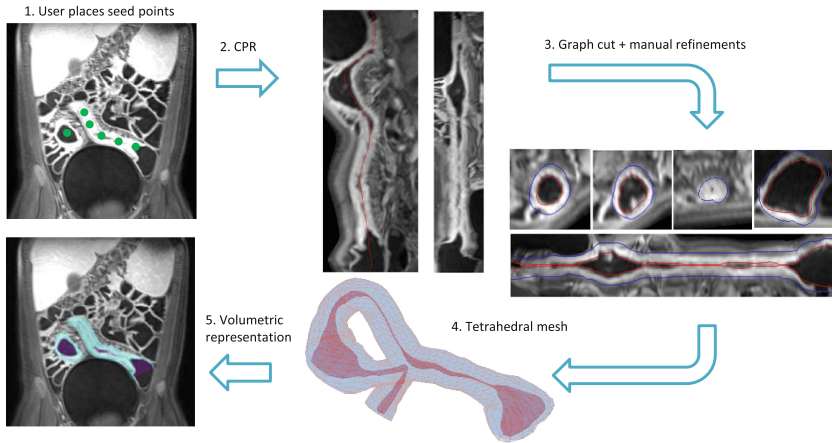 1. User places seed points
2. CPR
3. Graph cut + manual refinements
4. Tetrahedral mesh
5. Volumetric
representation